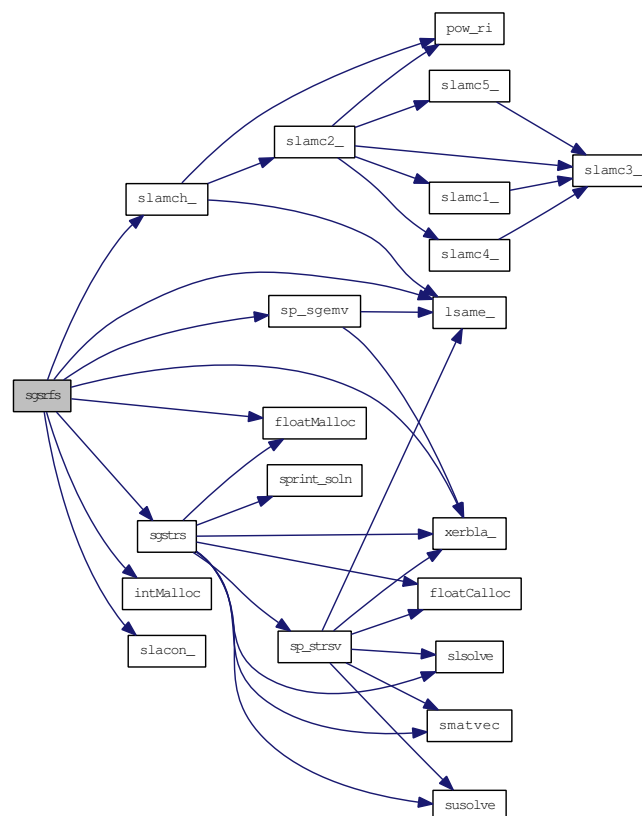 pow_ri
slamc5_
slamc2_
slamc3_
slamch_
slamc1_
slamc4_
sp_sgemv
lsame_
sgsrfs
floatMalloc
sprint_soln
sgstrs
xerbla_
intMalloc
floatCalloc
slacon_
sp_strsv
slsolve
smatvec
susolve